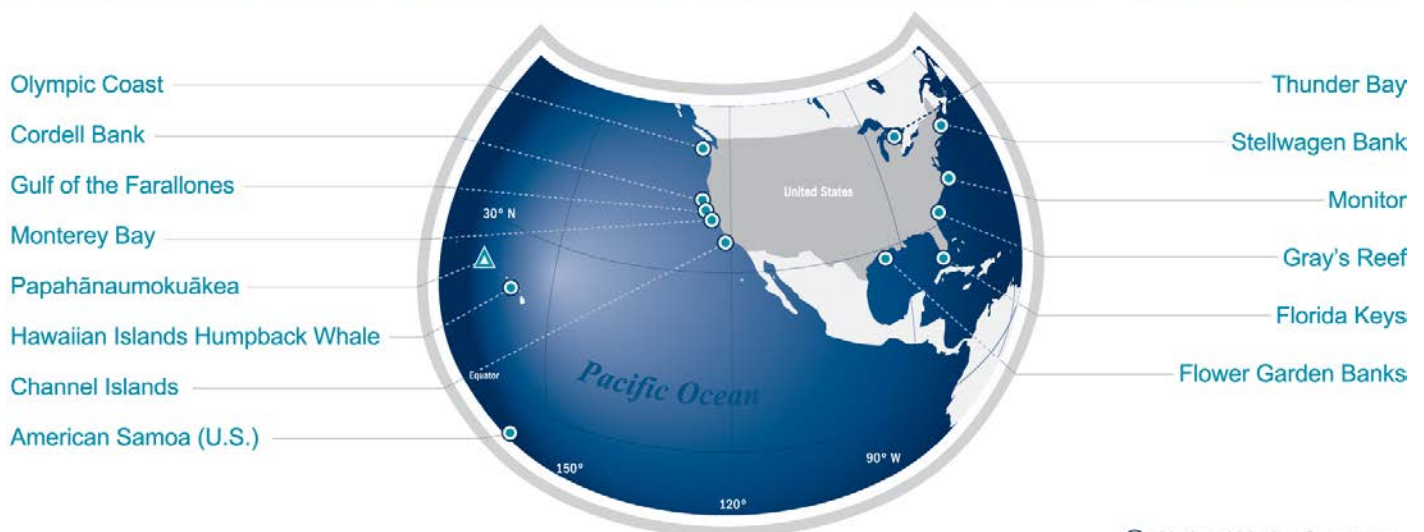 Olympic Coast
Cordell Bank
Gulf of the Farallones
Monterey Bay
Papahānaumokuākea
Hawaiian Islands Humpback Whale
Channel Islands
American Samoa (U.S.)
30° N
United States
Equator
Pacific Ocean
150°
120°
90° W
Thunder Bay
Stellwagen Bank
Monitor
Gray's Reef
Florida Keys
Flower Garden Banks